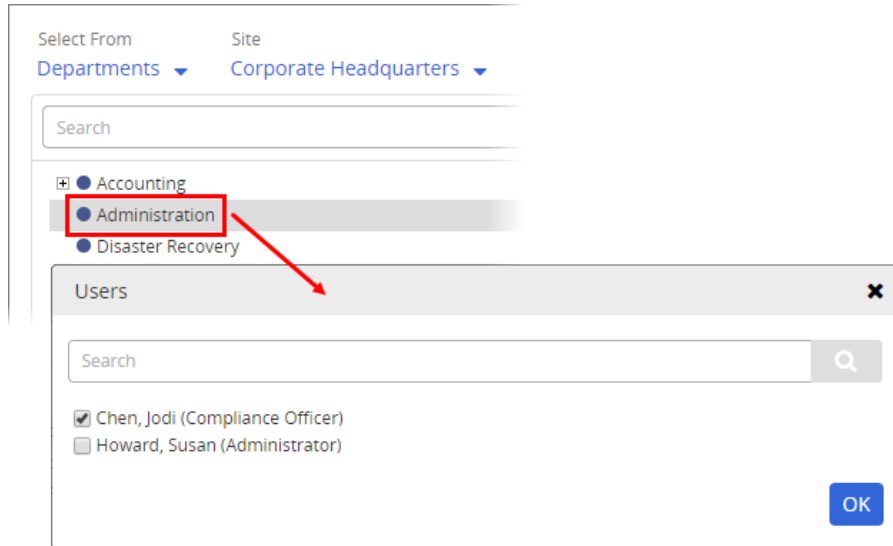 Select From Site
Departments Corporate Headquarters
Search
Accounting
Administration
Disaster Recovery
Users
Search
Chen, Jodi (Compliance Officer)
Howard, Susan (Administrator)
OK